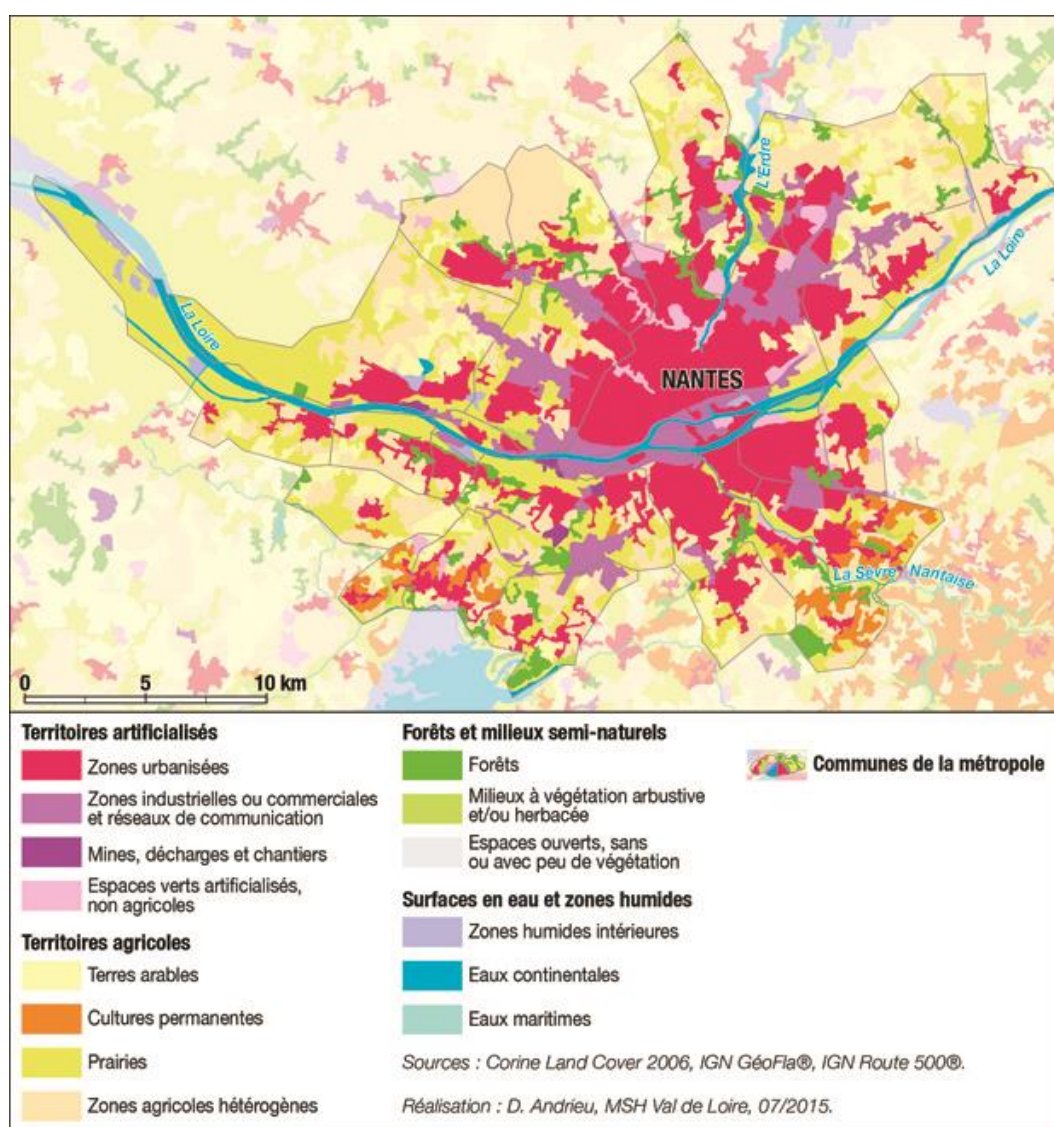 L'Erdre
La Loire
La Loire
NANTES
La Sèvre Nantaise
0 5 10 km
Territoires artificialisés
Zones urbanisées
Zones industrielles ou commerciales
et réseaux de communication
Mines, décharges et chantiers
Espaces verts artificialisés,
non agricoles
Territoires agricoles
Terres arables
Cultures permanentes
Prairies
Zones agricoles hétérogènes
Forêts et milieux semi-naturels
Forêts
Milieux à végétation arbustive
et/ou herbacée
Espaces ouverts, sans
ou avec peu de végétation
Surfaces en eau et zones humides
Zones humides intérieures
Eaux continentales
Eaux maritimes
Sources : Corine Land Cover 2006, IGN GéoFla®, IGN Route 500®.
Réalisation : D. Andrieu, MSH Val de Loire, 07/2015.
Communes de la métropole